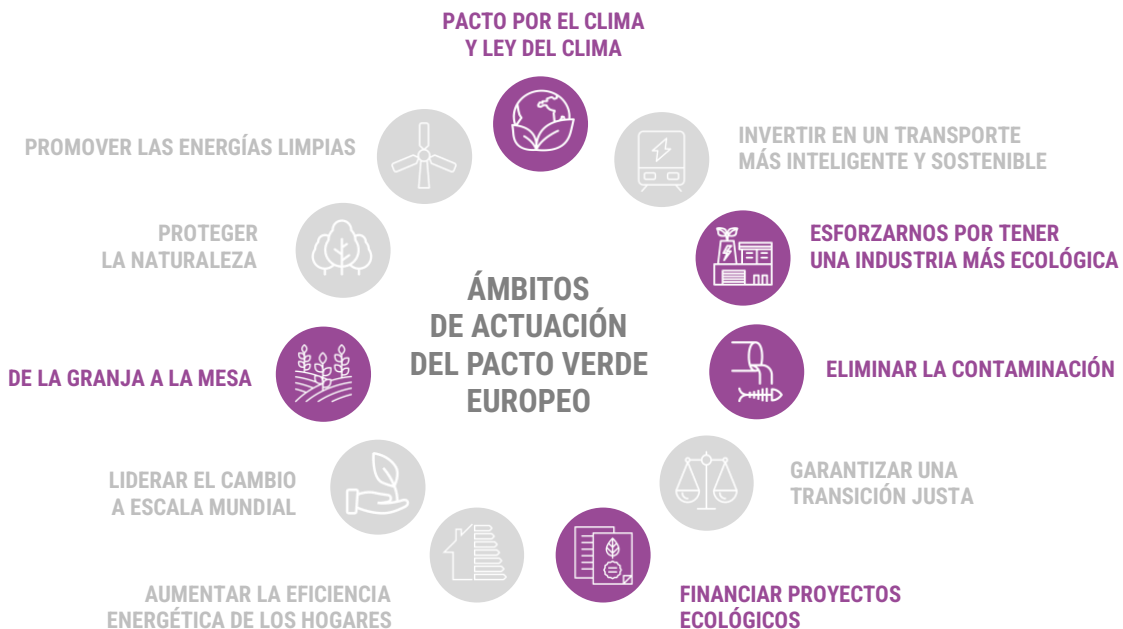 PACTO POR EL CLIMA
Y LEY DEL CLIMA
PROMOVER LAS ENERGÍAS LIMPIAS
INVERTIR EN UN TRANSPORTE
MÁS INTELIGENTE Y SOSTENIBLE
PROTEGER
LA NATURALEZA
ESFORZARNOS POR TENER
UNA INDUSTRIA MÁS ECOLÓGICA
ÁMBITOS
DE ACTUACIÓN
DEL PACTO VERDE
EUROPEO
DE LA GRANJA A LA MESA
ELIMINAR LA CONTAMINACIÓN
LIDERAR EL CAMBIO
A ESCALA MUNDIAL
GARANTIZAR UNA
TRANSICIÓN JUSTA
AUMENTAR LA EFICIENCIA
ENERGÉTICA DE LOS HOGARES
FINANCIAR PROYECTOS
ECOLÓGICOS